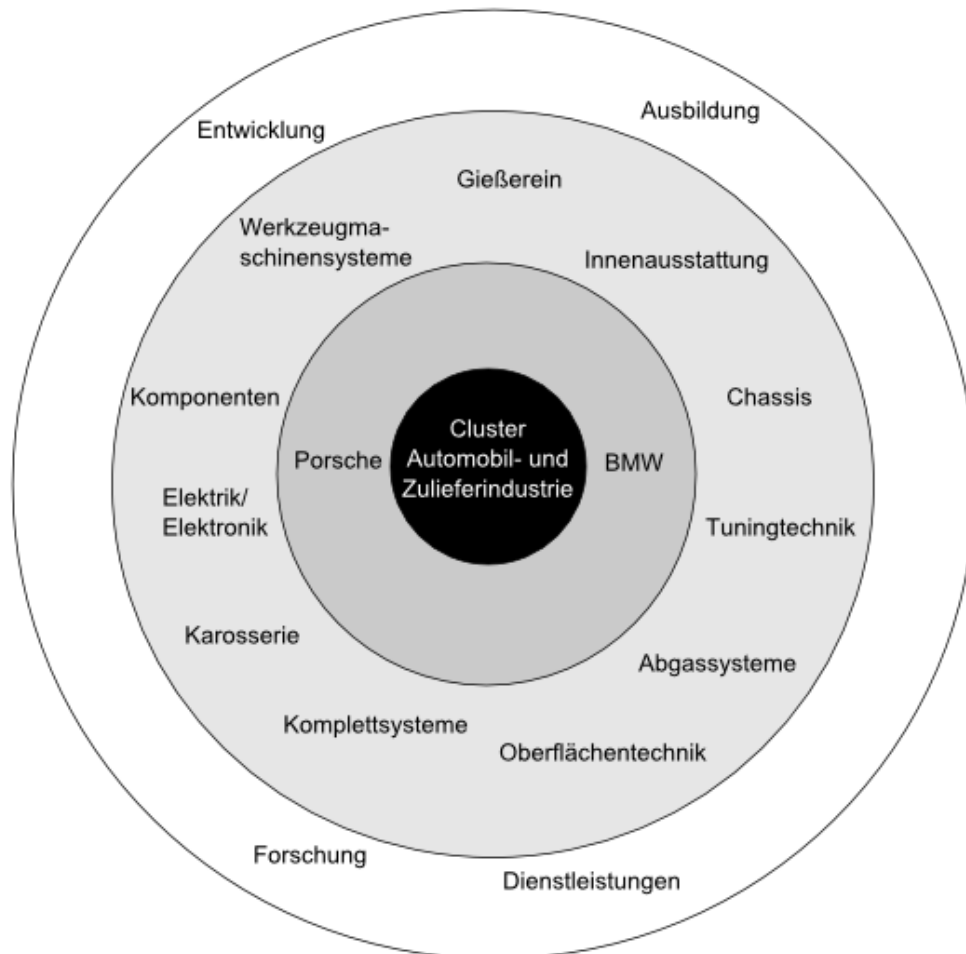 Ausbildung
Entwicklung
Gießerein
Werkzeugma-
schinensysteme
Innenausstattung
Komponenten
Chassis
Cluster
Automobil- und
Zulieferindustrie
Porsche
BMW
Elektrik/
Elektronik
Tuningtechnik
Karosserie
Abgassysteme
Komplettsysteme
Oberflächentechnik
Forschung
Dienstleistungen